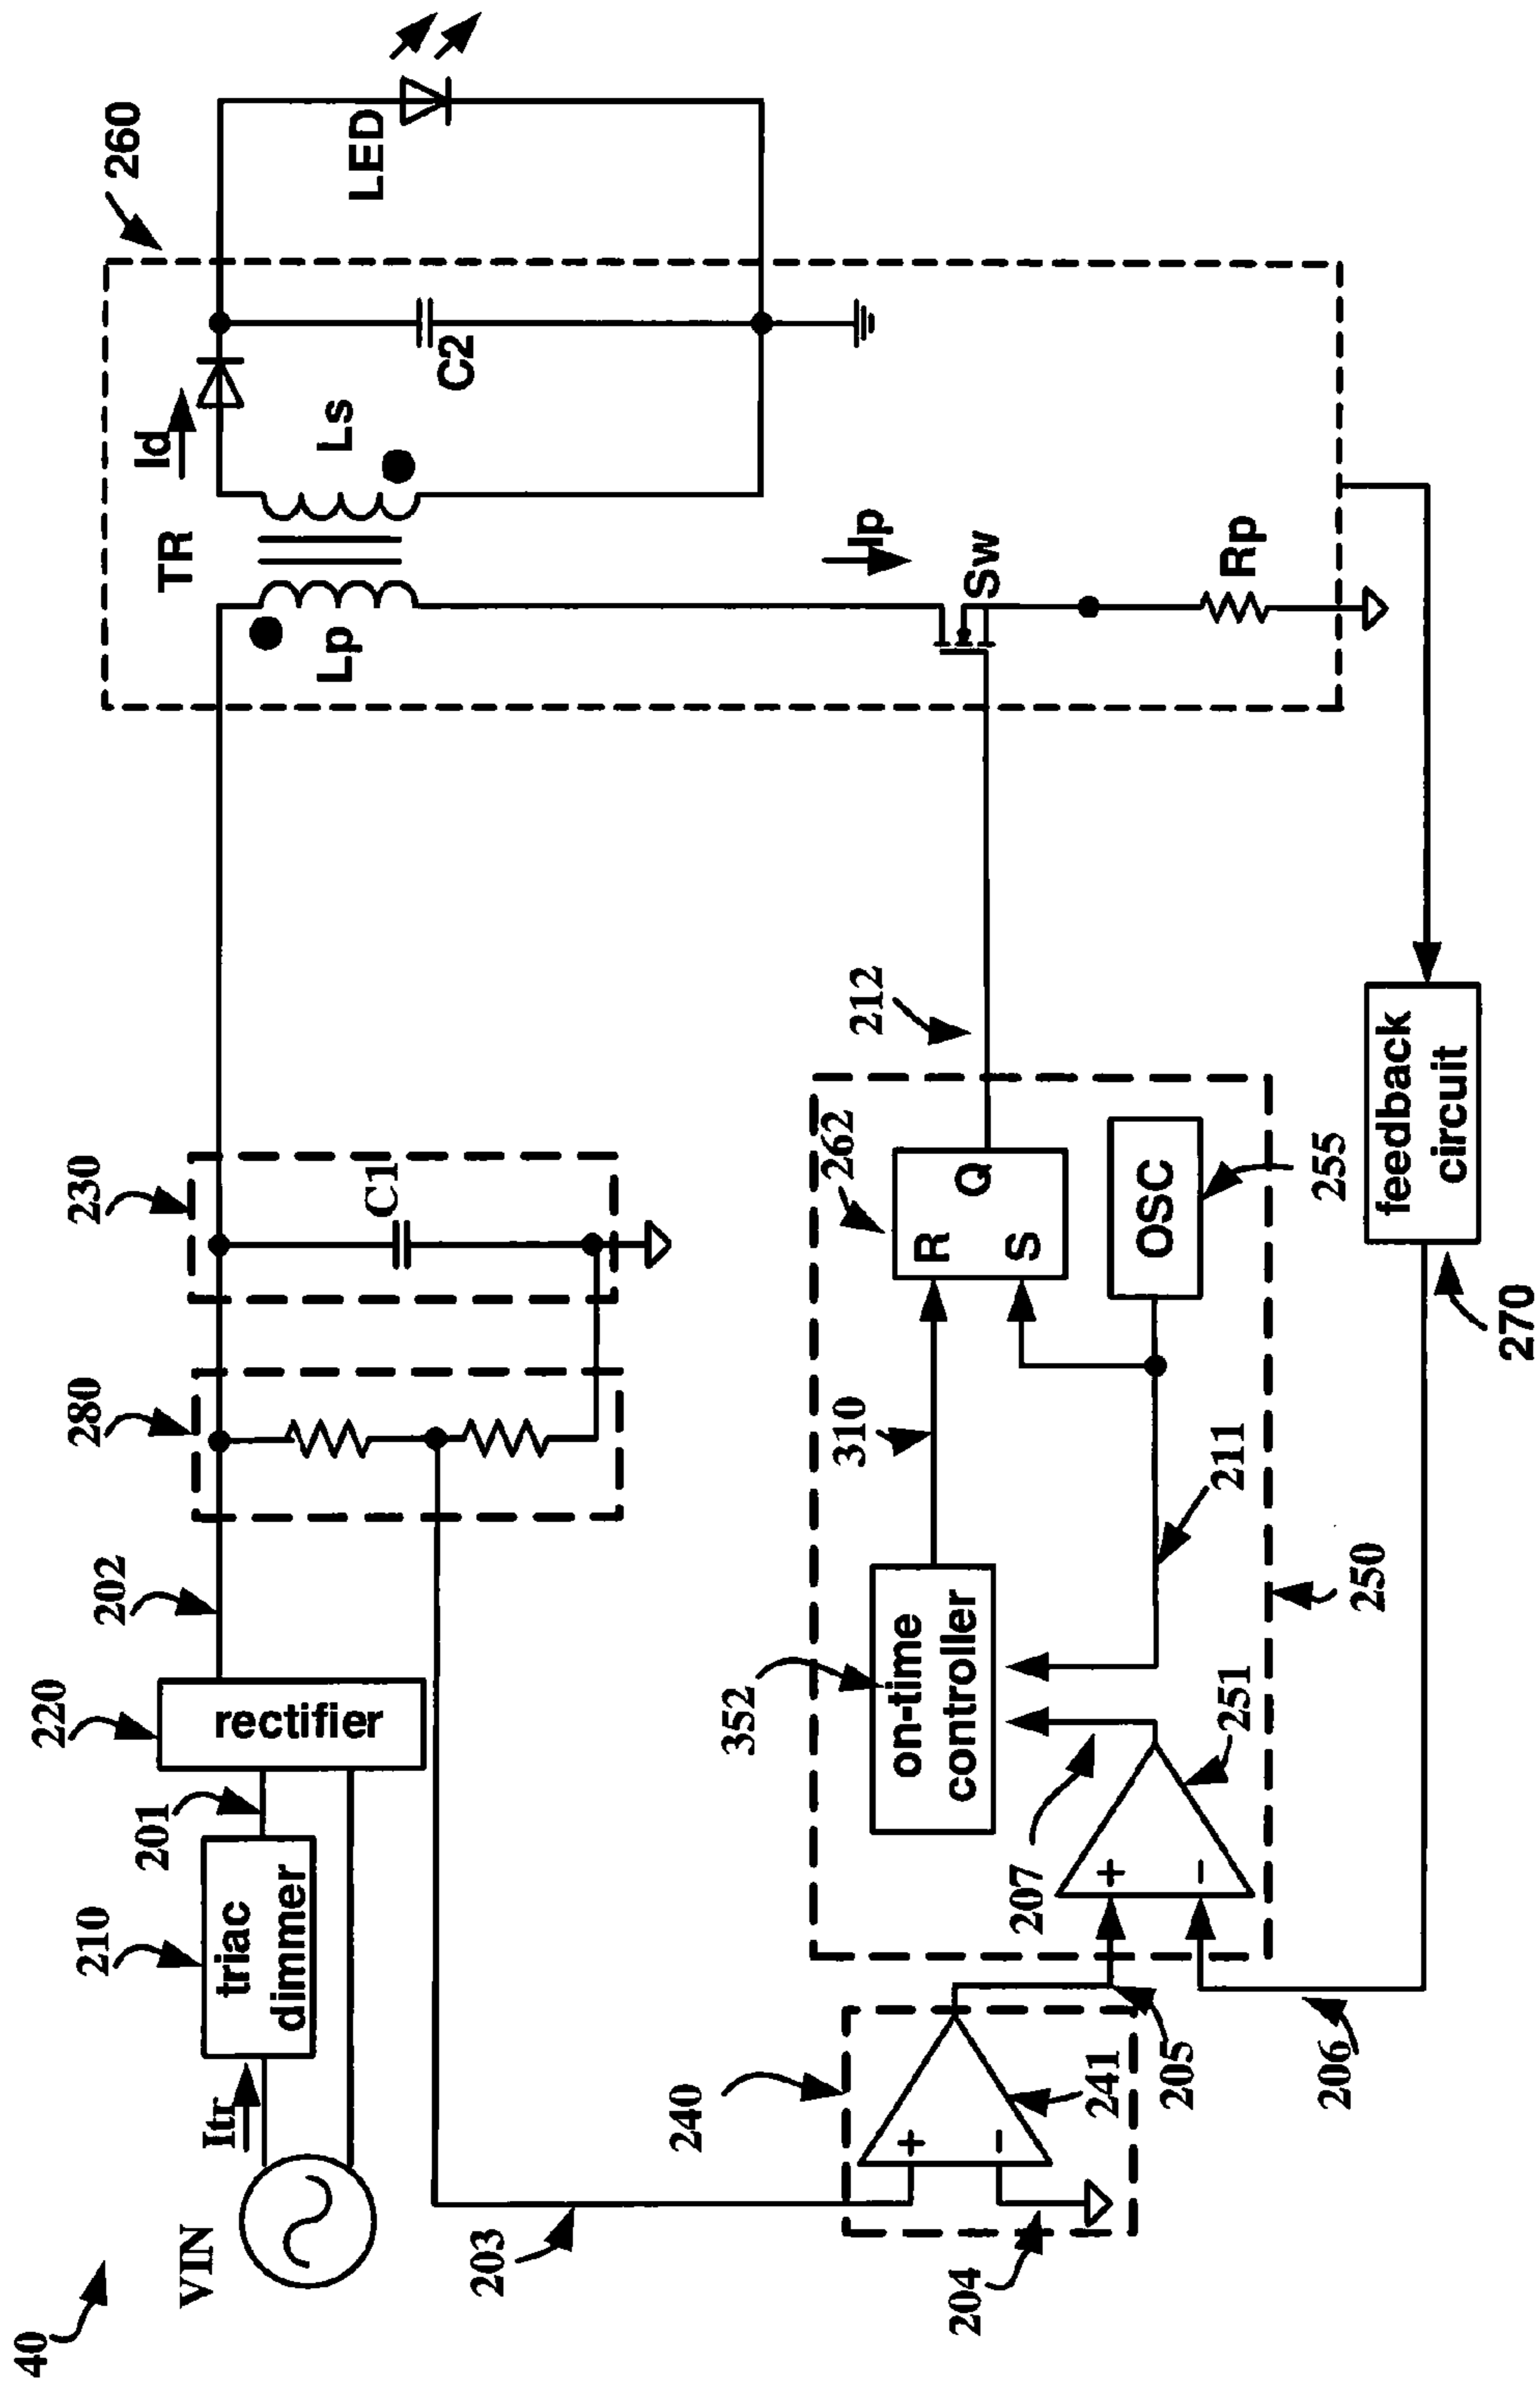 40
VIN
Itr
210
triac
dimmer
201
220
rectifier
202
280
230
C1
TR
Lp
Ls
Id
C2
260
LED
Ip
Sw
Rp
203
204
240
+
-
241
205
206
250
352
on-time
controller
207
+
-
251
310
211
262
R
S
Q
OSC
255
212
feedback
circuit
270